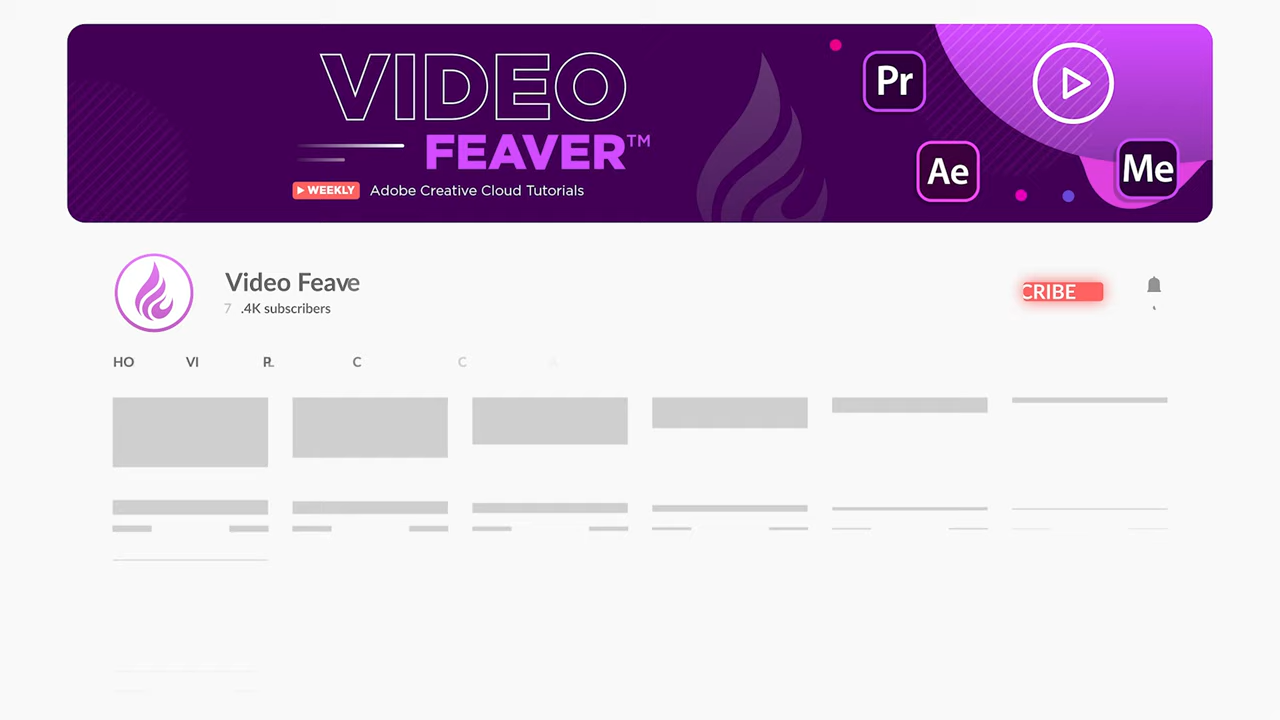 VIDEO
FEAVER™
WEEKLY Adobe Creative Cloud Tutorials
Pr
Ae
Me
Video Feave
7 .4K subscribers
CRIBE
HO VI R C C A